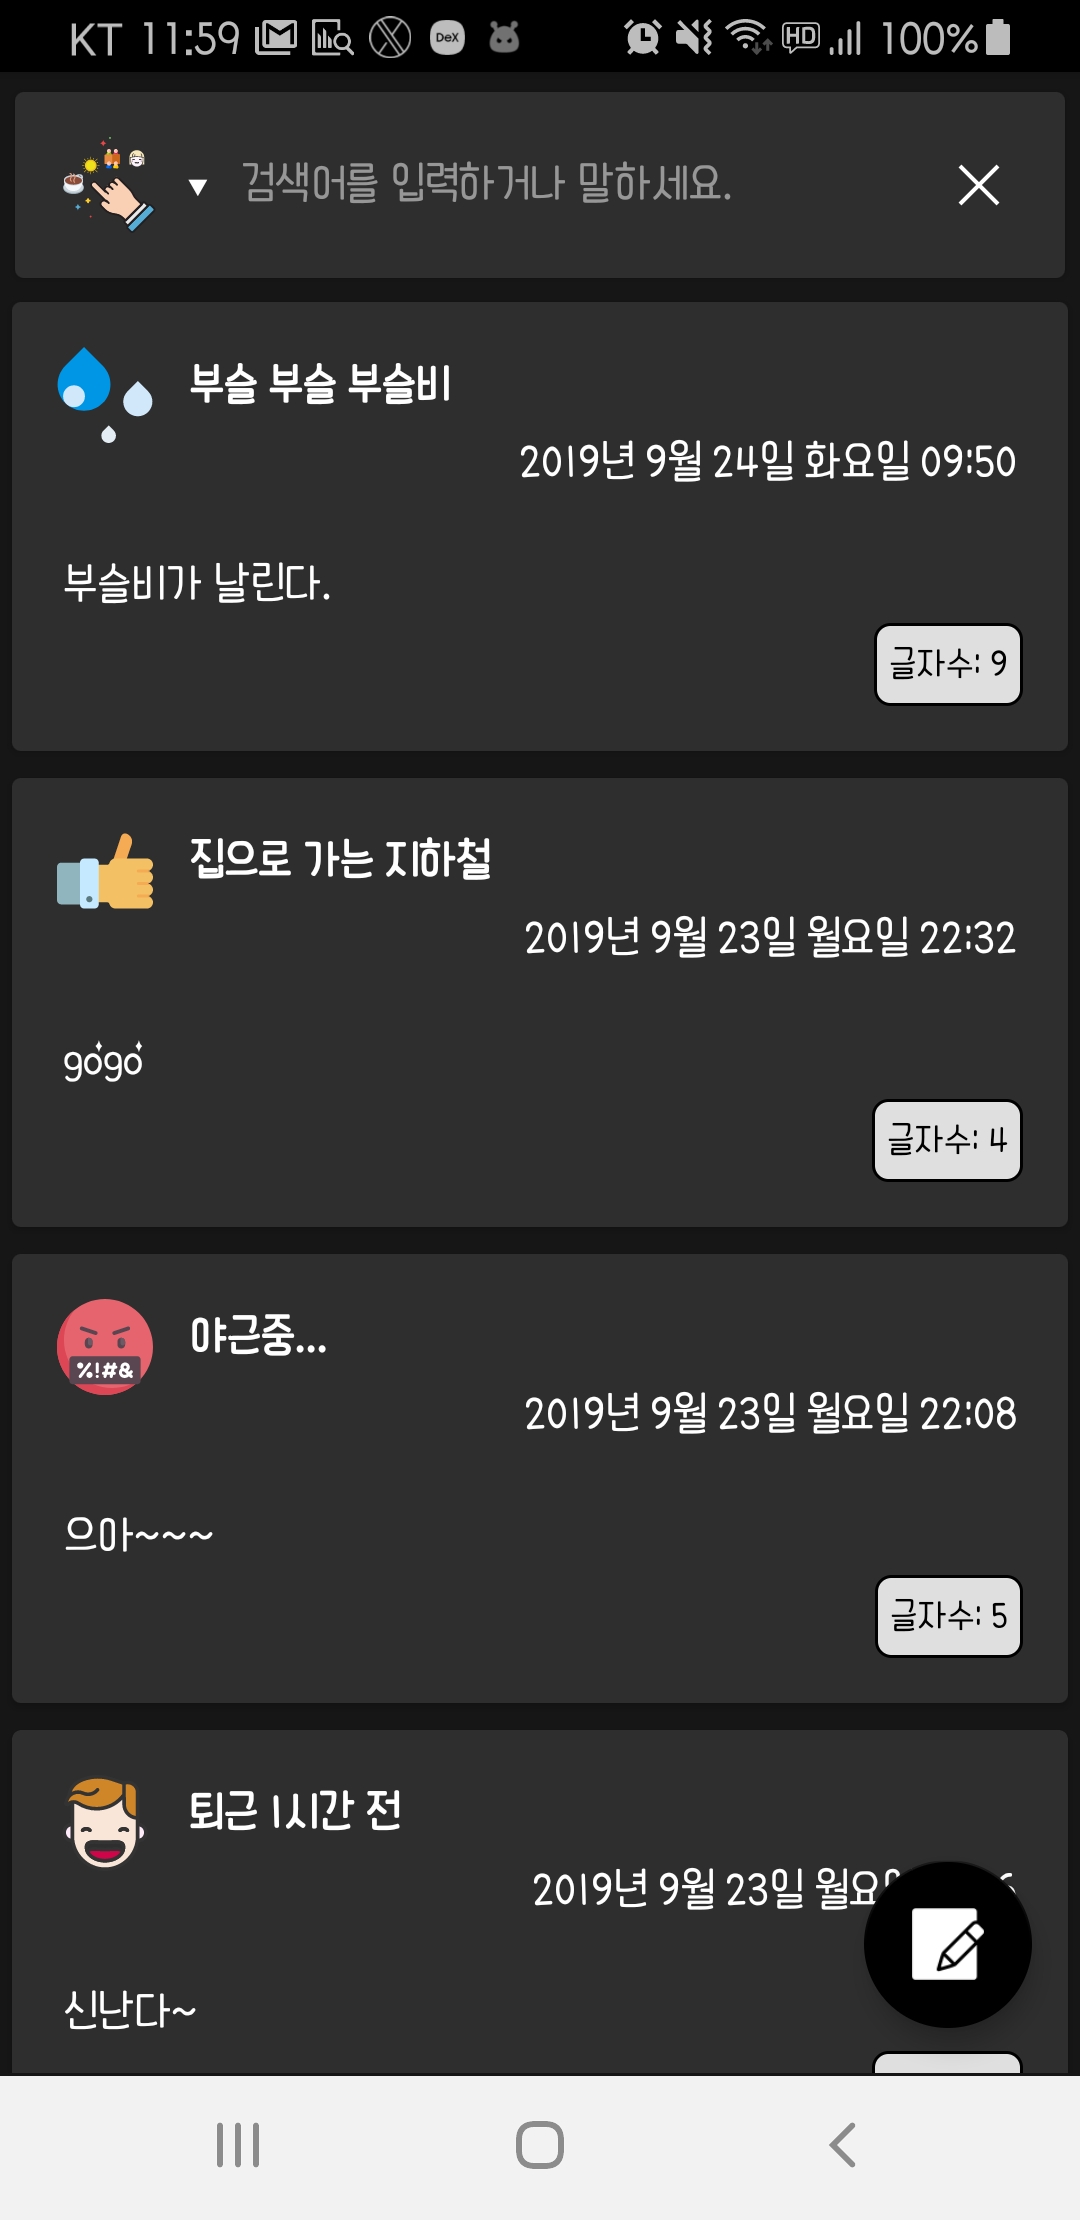 KT 11:59 DeX HD 100%
검색어를 입력하거나 말하세요.
부슬 부슬 부슬비
2019년 9월 24일 화요일 09:50
부슬비가 날린다.
글자수: 9
집으로 가는 지하철
2019년 9월 23일 월요일 22:32
gogo
글자수: 4
야근중...
%!#&
2019년 9월 23일 월요일 22:08
으아~~~
글자수: 5
퇴근 1시간 전
2019년 9월 23일 월요
신난다~